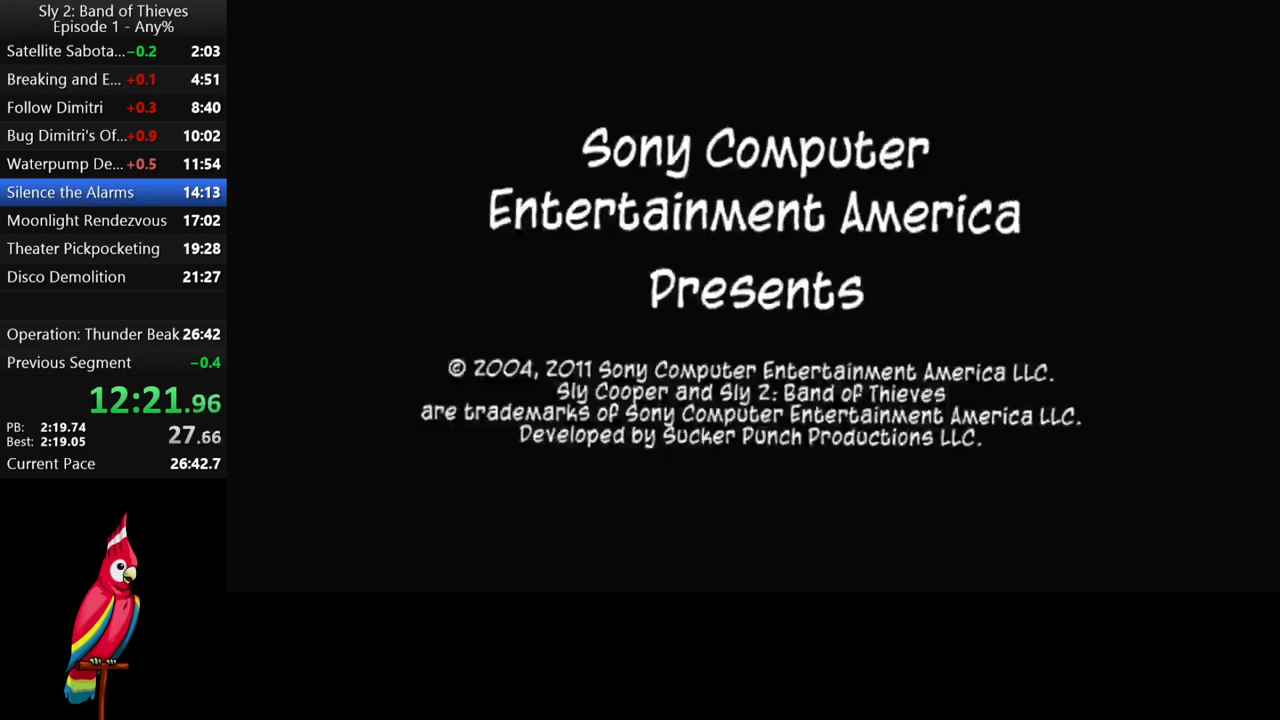 Sly 2: Band of Thieves
Episode 1 - Any%
Satellite Sabota... −0.2 2:03
Breaking and E... +0.1 4:51
Follow Dimitri +0.3 8:40
Bug Dimitri's Of... +0.9 10:02
Waterpump De... +0.5 11:54
Silence the Alarms 14:13
Moonlight Rendezvous 17:02
Theater Pickpocketing 19:28
Disco Demolition 21:27
Operation: Thunder Beak 26:42
Previous Segment −0.4
12:21.96
PB: 2:19.74
Best: 2:19.05
27.66
Current Pace 26:42.7
Sony Computer
Entertainment America
Presents
© 2004, 2011 Sony Computer Entertainment America LLC.
Sly Cooper and Sly 2: Band of Thieves
are trademarks of Sony Computer Entertainment America LLC.
Developed by Sucker Punch Productions LLC.